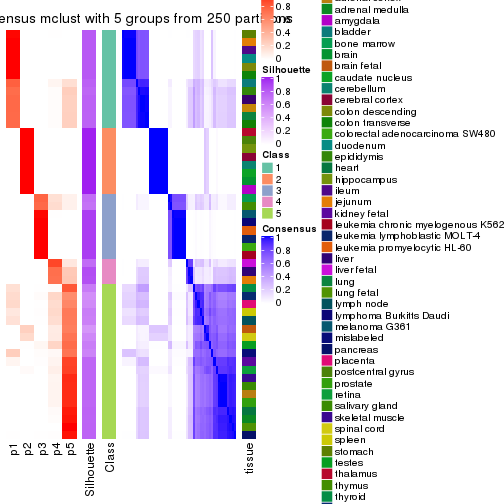 ensus mclust with 5 groups from 250 part
p1
p2
p3
p4
p5
Silhouette
Class
tissue
0.8
0.6
0.4
0.2
0
Silhouette
1
0.8
0.6
0.4
0.2
0
Class
1
2
3
4
5
Consensus
1
0.8
0.6
0.4
0.2
0
adrenal medulla
amygdala
bladder
bone marrow
brain
brain fetal
caudate nucleus
cerebellum
cerebral cortex
colon descending
colon transverse
colorectal adenocarcinoma SW480
duodenum
epididymis
heart
hippocampus
ileum
jejunum
kidney fetal
leukemia chronic myelogenous K562
leukemia lymphoblastic MOLT-4
leukemia promyelocytic HL-60
liver
liver fetal
lung
lung fetal
lymph node
lymphoma Burkitts Daudi
melanoma G361
mislabeled
pancreas
placenta
postcentral gyrus
prostate
retina
salivary gland
skeletal muscle
spinal cord
spleen
stomach
testes
thalamus
thymus
thyroid